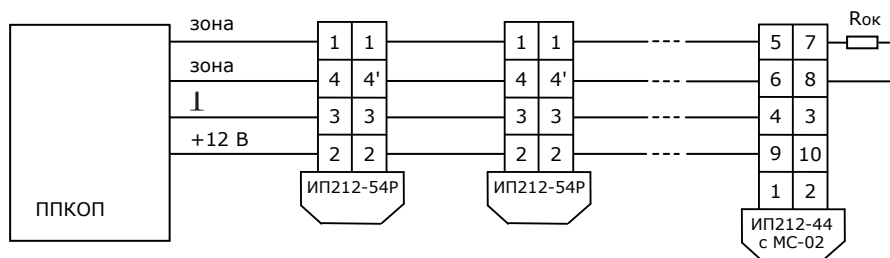 зона
зона
⊥
+12 В
ППКОП
1 1
4 4'
3 3
2 2
ИП212-54Р
1 1
4 4'
3 3
2 2
ИП212-54Р
5 7
6 8
4 3
9 10
1 2
ИП212-44
с МС-02
Rок